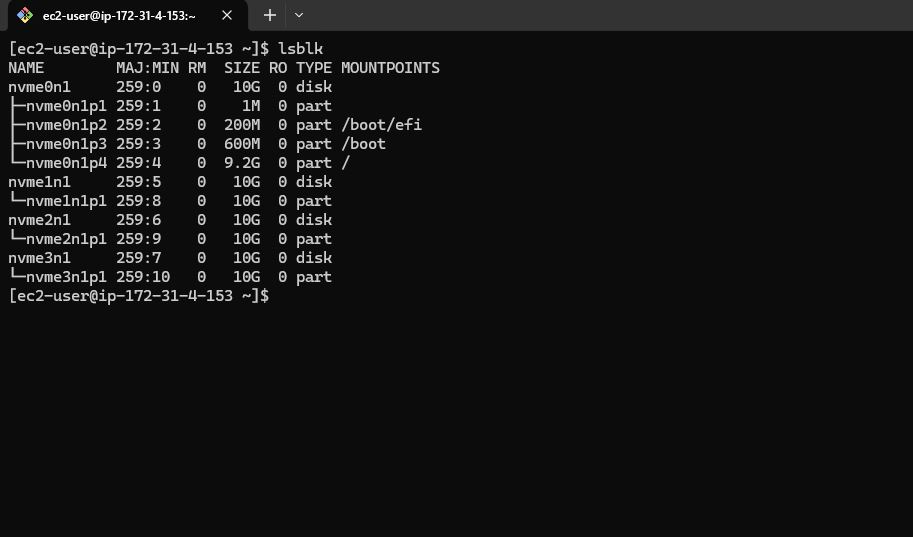 ec2-user@ip-172-31-4-153:~
[ec2-user@ip-172-31-4-153 ~]$ lsblk
NAME        MAJ:MIN RM  SIZE RO TYPE MOUNTPOINTS
nvme0n1     259:0    0   10G  0 disk
├─nvme0n1p1 259:1    0    1M  0 part
├─nvme0n1p2 259:2    0  200M  0 part /boot/efi
├─nvme0n1p3 259:3    0  600M  0 part /boot
└─nvme0n1p4 259:4    0  9.2G  0 part /
nvme1n1     259:5    0   10G  0 disk
└─nvme1n1p1 259:8    0   10G  0 part
nvme2n1     259:6    0   10G  0 disk
└─nvme2n1p1 259:9    0   10G  0 part
nvme3n1     259:7    0   10G  0 disk
└─nvme3n1p1 259:10   0   10G  0 part
[ec2-user@ip-172-31-4-153 ~]$